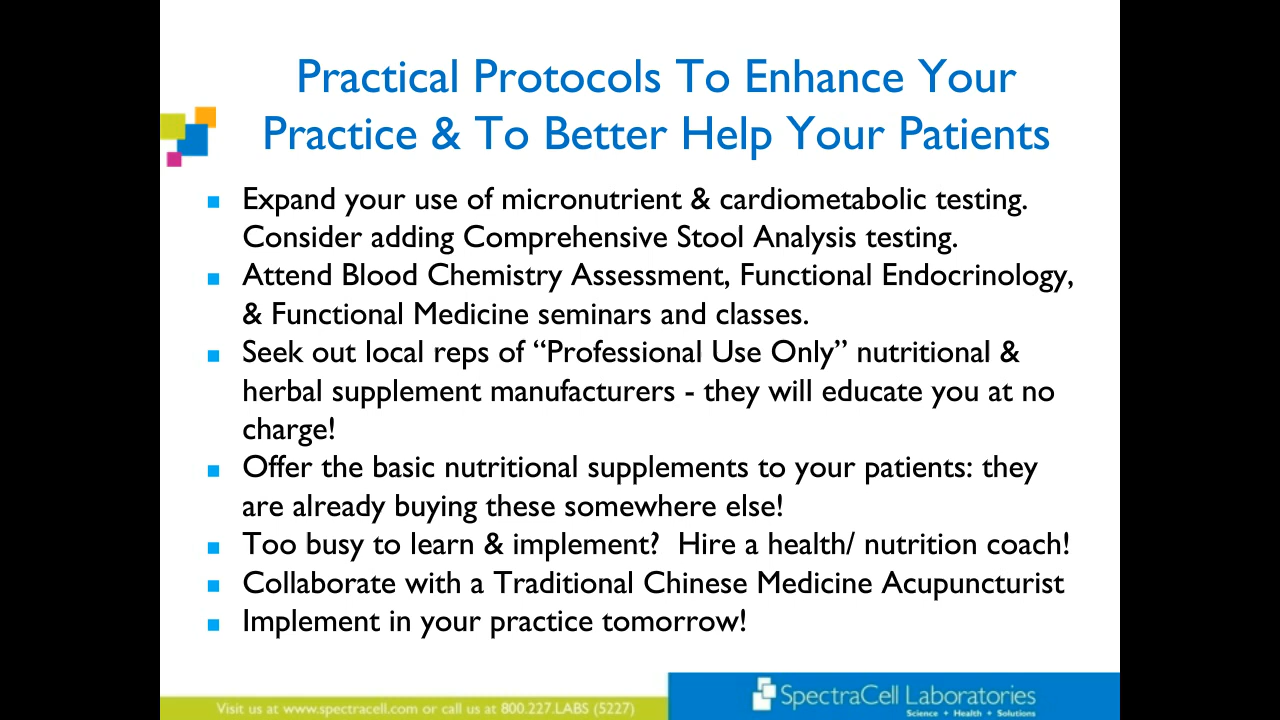 Practical Protocols To Enhance Your
Practice & To Better Help Your Patients
Expand your use of micronutrient & cardiometabolic testing.
Consider adding Comprehensive Stool Analysis testing.
Attend Blood Chemistry Assessment, Functional Endocrinology,
& Functional Medicine seminars and classes.
Seek out local reps of “Professional Use Only” nutritional &
herbal supplement manufacturers - they will educate you at no
charge!
Offer the basic nutritional supplements to your patients: they
are already buying these somewhere else!
Too busy to learn & implement?  Hire a health/ nutrition coach!
Collaborate with a Traditional Chinese Medicine Acupuncturist
Implement in your practice tomorrow!
Visit us at www.spectracell.com or call us at 800.227.LABS (5227)
SpectraCell Laboratories
Science + Health + Solutions